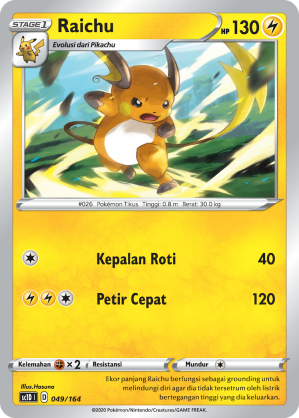 STAGE 1 Raichu HP 130
Evolusi dari Pikachu
#026 Pokémon Tikus Tinggi: 0.8 m Berat: 30.0 kg
Kepalan Roti 40
Petir Cepat 120
Kelemahan × 2 Resistansi Mundur
Illus. Hasuno
sc1D I D 049/164
Ekor panjang Raichu berfungsi sebagai grounding untuk
melindungi diri agar dia tidak tersetrum oleh listrik
bertegangan tinggi yang dia keluarkan.
©2020 Pokémon/Nintendo/Creatures/GAME FREAK.